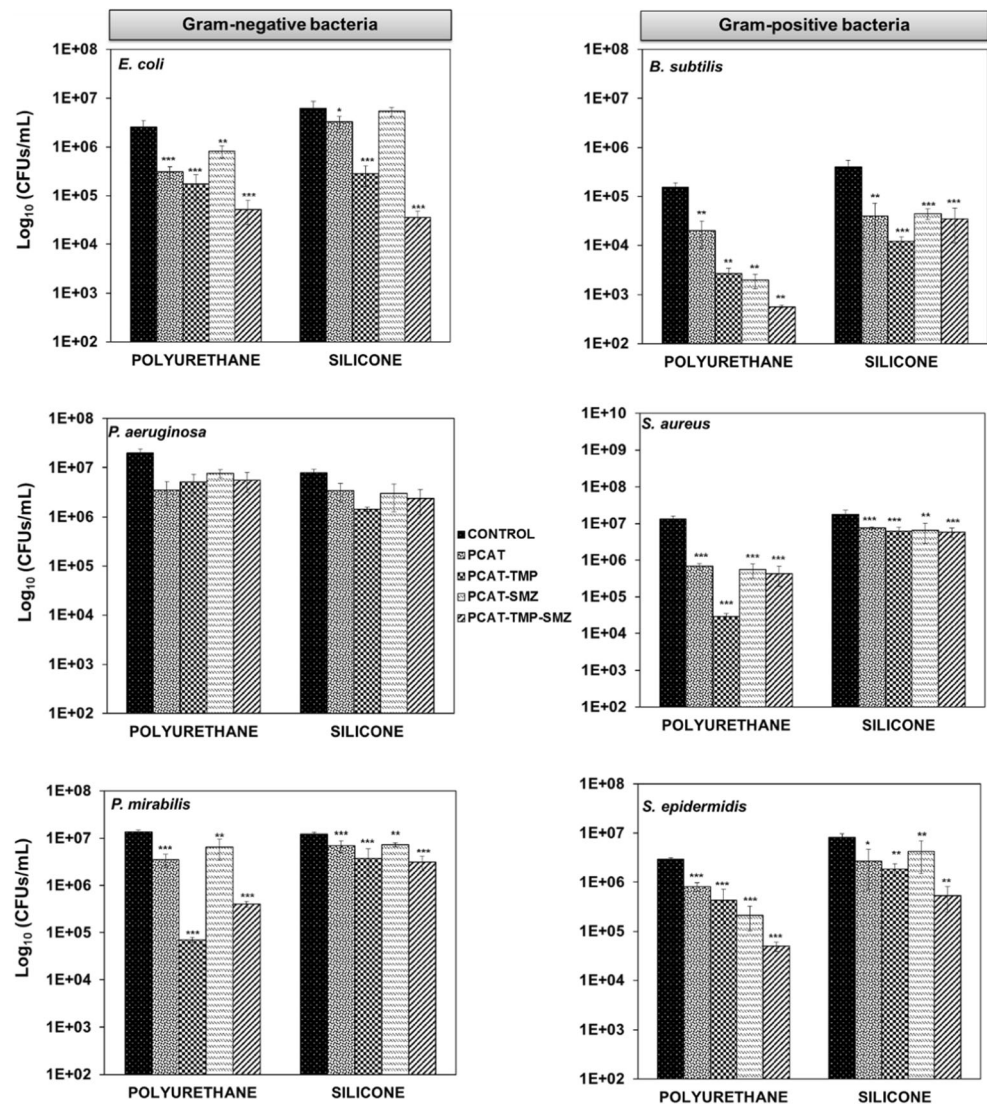 Gram-negative bacteria
Gram-positive bacteria
E. coli
Log10 (CFUs/mL)
1E+08
1E+07
1E+06
1E+05
1E+04
1E+03
1E+02
*** *** ** ***
* *** ***
POLYURETHANE SILICONE
B. subtilis
1E+08
1E+07
1E+06
1E+05
1E+04
1E+03
1E+02
** ** ** **
** *** *** ***
POLYURETHANE SILICONE
P. aeruginosa
Log10 (CFUs/mL)
1E+08
1E+07
1E+06
1E+05
1E+04
1E+03
1E+02
POLYURETHANE SILICONE
CONTROL
PCAT
PCAT-TMP
PCAT-SMZ
PCAT-TMP-SMZ
S. aureus
1E+10
1E+09
1E+08
1E+07
1E+06
1E+05
1E+04
1E+03
1E+02
*** *** *** ***
*** *** ** ***
POLYURETHANE SILICONE
P. mirabilis
Log10 (CFUs/mL)
1E+08
1E+07
1E+06
1E+05
1E+04
1E+03
1E+02
*** *** ** ***
*** *** ** ***
POLYURETHANE SILICONE
S. epidermidis
1E+08
1E+07
1E+06
1E+05
1E+04
1E+03
1E+02
*** *** *** ***
* ** ** **
POLYURETHANE SILICONE